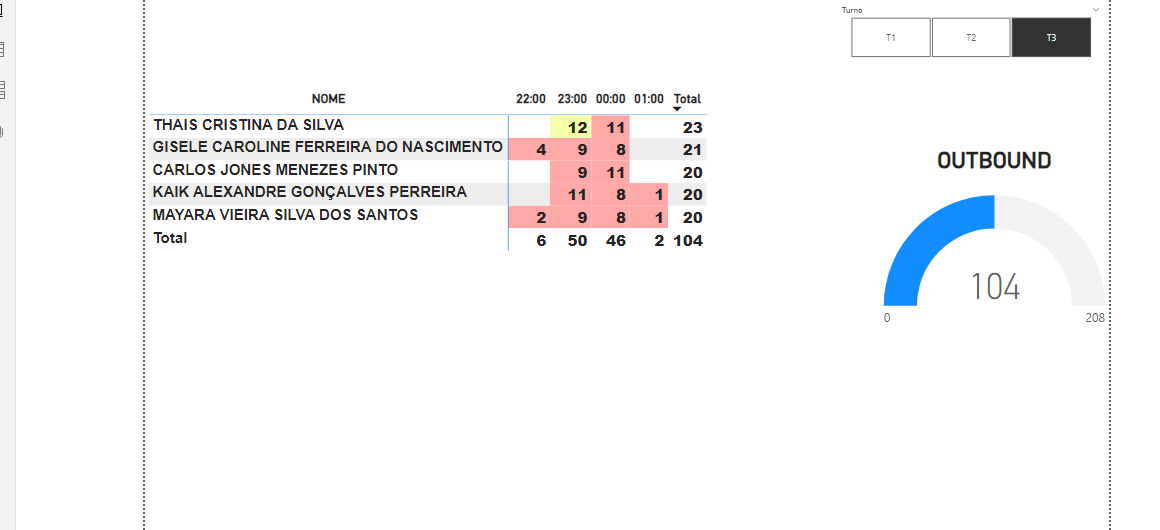 Turno
T1 T2 T3
NOME 22:00 23:00 00:00 01:00 Total
THAIS CRISTINA DA SILVA 12 11 23
GISELE CAROLINE FERREIRA DO NASCIMENTO 4 9 8 21
CARLOS JONES MENEZES PINTO 9 11 20
KAIK ALEXANDRE GONÇALVES PERREIRA 11 8 1 20
MAYARA VIEIRA SILVA DOS SANTOS 2 9 8 1 20
Total 6 50 46 2 104
OUTBOUND
104
0 208